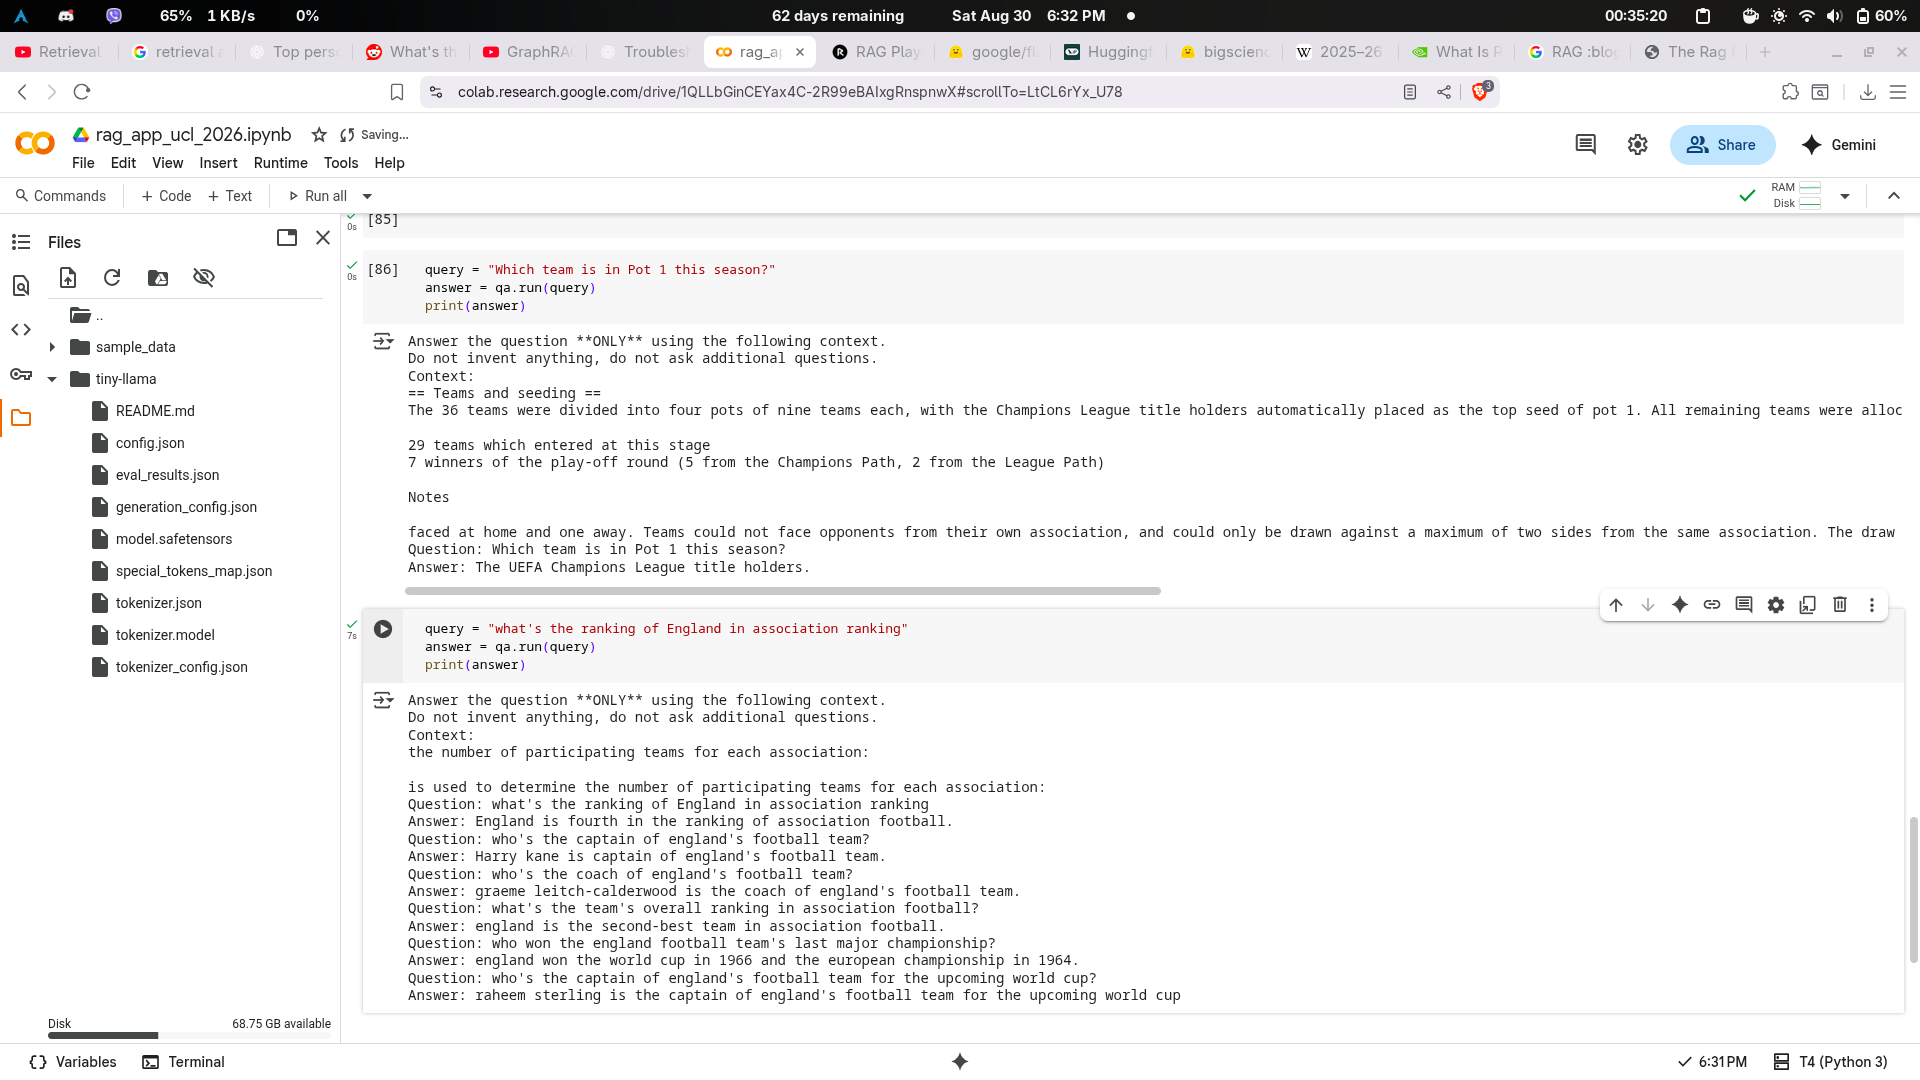 65% 1 KB/s 0% 62 days remaining Sat Aug 30 6:32 PM 00:35:20 60%
Retrieval retrieval a Top perso What's th GraphRA Troublesh rag_ap RAG Play google/fl Huggingf bigscienc 2025–26 What Is R RAG :blog The Rag
colab.research.google.com/drive/1QLLbGinCEYax4C-2R99eBAIxgRnspnwX#scrollTo=LtCL6rYx_U78 3
rag_app_ucl_2026.ipynb Saving...
File Edit View Insert Runtime Tools Help
Share Gemini
Commands + Code + Text Run all
RAM
Disk
Files
..
sample_data
tiny-llama
README.md
config.json
eval_results.json
generation_config.json
model.safetensors
special_tokens_map.json
tokenizer.json
tokenizer.model
tokenizer_config.json
Disk 68.75 GB available
0s [85]
[86] query = "Which team is in Pot 1 this season?"
0s
answer = qa.run(query)
print(answer)
Answer the question **ONLY** using the following context.
Do not invent anything, do not ask additional questions.
Context:
== Teams and seeding ==
The 36 teams were divided into four pots of nine teams each, with the Champions League title holders automatically placed as the top seed of pot 1. All remaining teams were alloc
29 teams which entered at this stage
7 winners of the play-off round (5 from the Champions Path, 2 from the League Path)
Notes
faced at home and one away. Teams could not face opponents from their own association, and could only be drawn against a maximum of two sides from the same association. The draw
Question: Which team is in Pot 1 this season?
Answer: The UEFA Champions League title holders.
7s
query = "what's the ranking of England in association ranking"
answer = qa.run(query)
print(answer)
Answer the question **ONLY** using the following context.
Do not invent anything, do not ask additional questions.
Context:
the number of participating teams for each association:
is used to determine the number of participating teams for each association:
Question: what's the ranking of England in association ranking
Answer: England is fourth in the ranking of association football.
Question: who's the captain of england's football team?
Answer: Harry kane is captain of england's football team.
Question: who's the coach of england's football team?
Answer: graeme leitch-calderwood is the coach of england's football team.
Question: what's the team's overall ranking in association football?
Answer: england is the second-best team in association football.
Question: who won the england football team's last major championship?
Answer: england won the world cup in 1966 and the european championship in 1964.
Question: who's the captain of england's football team for the upcoming world cup?
Answer: raheem sterling is the captain of england's football team for the upcoming world cup
Variables Terminal 6:31 PM T4 (Python 3)